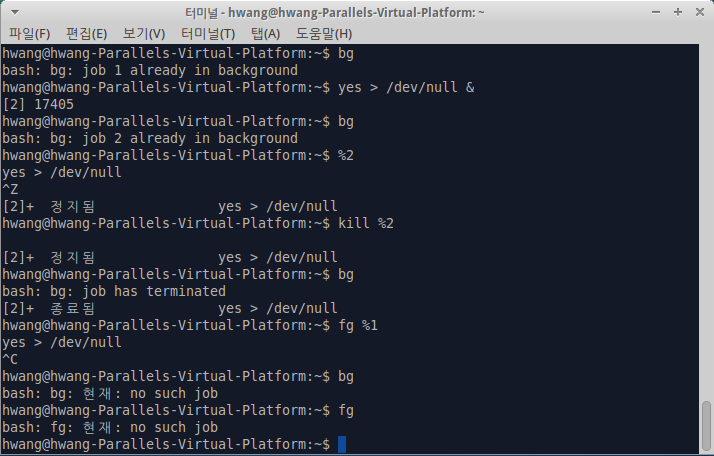 터미널 - hwang@hwang-Parallels-Virtual-Platform: ~
파일(F) 편집(E) 보기(V) 터미널(T) 탭(A) 도움말(H)
hwang@hwang-Parallels-Virtual-Platform:~$ bg
bash: bg: job 1 already in background
hwang@hwang-Parallels-Virtual-Platform:~$ yes > /dev/null &
[2] 17405
hwang@hwang-Parallels-Virtual-Platform:~$ bg
bash: bg: job 2 already in background
hwang@hwang-Parallels-Virtual-Platform:~$ %2
yes > /dev/null
^Z
[2]+  정지됨               yes > /dev/null
hwang@hwang-Parallels-Virtual-Platform:~$ kill %2

[2]+  정지됨               yes > /dev/null
hwang@hwang-Parallels-Virtual-Platform:~$ bg
bash: bg: job has terminated
[2]+  종료됨               yes > /dev/null
hwang@hwang-Parallels-Virtual-Platform:~$ fg %1
yes > /dev/null
^C
hwang@hwang-Parallels-Virtual-Platform:~$ bg
bash: bg: 현재: no such job
hwang@hwang-Parallels-Virtual-Platform:~$ fg
bash: fg: 현재: no such job
hwang@hwang-Parallels-Virtual-Platform:~$